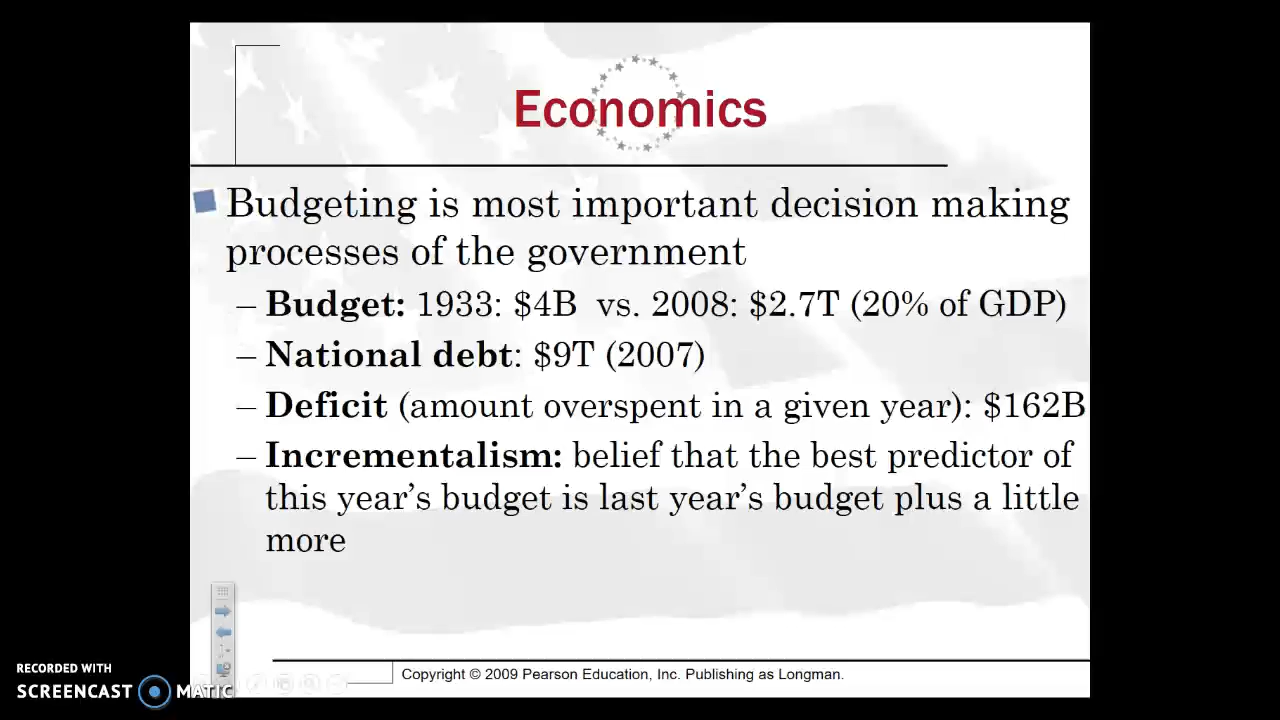 Economics
Budgeting is most important decision making
processes of the government
– Budget: 1933: $4B vs. 2008: $2.7T (20% of GDP)
– National debt: $9T (2007)
– Deficit (amount overspent in a given year): $162B
– Incrementalism: belief that the best predictor of
this year’s budget is last year’s budget plus a little
more
Copyright © 2009 Pearson Education, Inc. Publishing as Longman.
RECORDED WITH
SCREENCAST MATIC